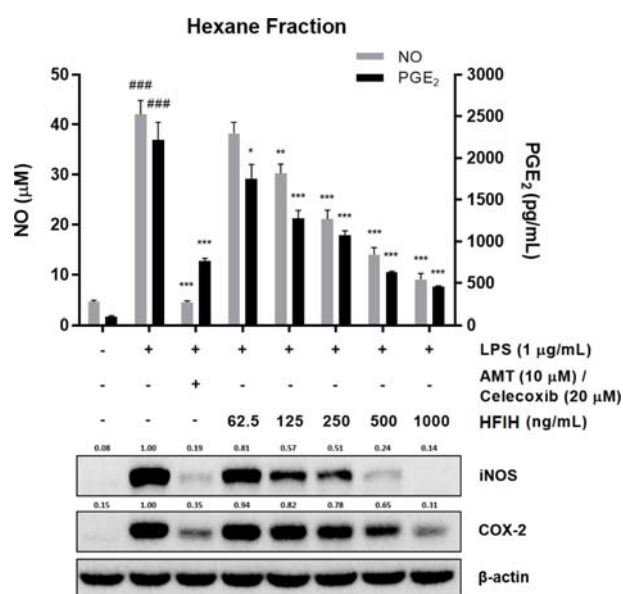 Hexane Fraction
NO
PGE₂
NO (μM)
50
40
30
20
10
0
PGE₂ (pg/mL)
3000
2500
2000
1500
1000
500
0
###
###
***
***
*
**
***
***
***
***
***
***
***
- + + + + + + + LPS (1 μg/mL)
- - + - - - - - AMT (10 μM) /
Celecoxib (20 μM)
- - - 62.5 125 250 500 1000 HFIH (ng/mL)
0.08 1.00 0.19 0.81 0.57 0.51 0.24 0.14
iNOS
0.15 1.00 0.35 0.94 0.82 0.78 0.65 0.31
COX-2
β-actin